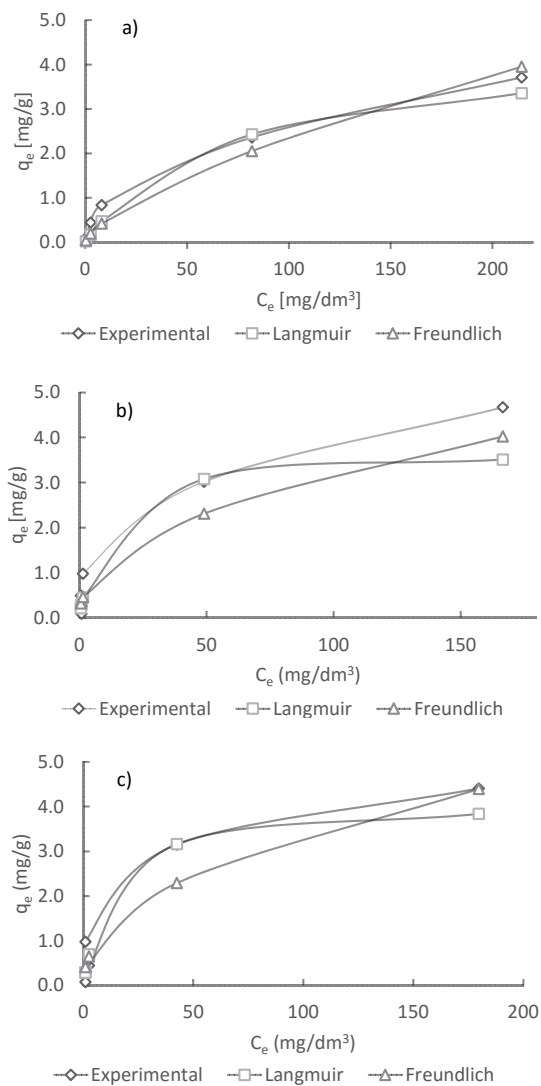 a)
5.0
4.0
3.0
2.0
1.0
0.0
qe [mg/g]
0 50 100 150 200
Ce [mg/dm³]
Experimental Langmuir Freundlich
b)
5.0
4.0
3.0
2.0
1.0
0.0
qe [mg/g)
0 50 100 150
Ce (mg/dm³)
Experimental Langmuir Freundlich
c)
5.0
4.0
3.0
2.0
1.0
0.0
qe (mg/g)
0 50 100 150 200
Ce (mg/dm³)
Experimental Langmuir Freundlich